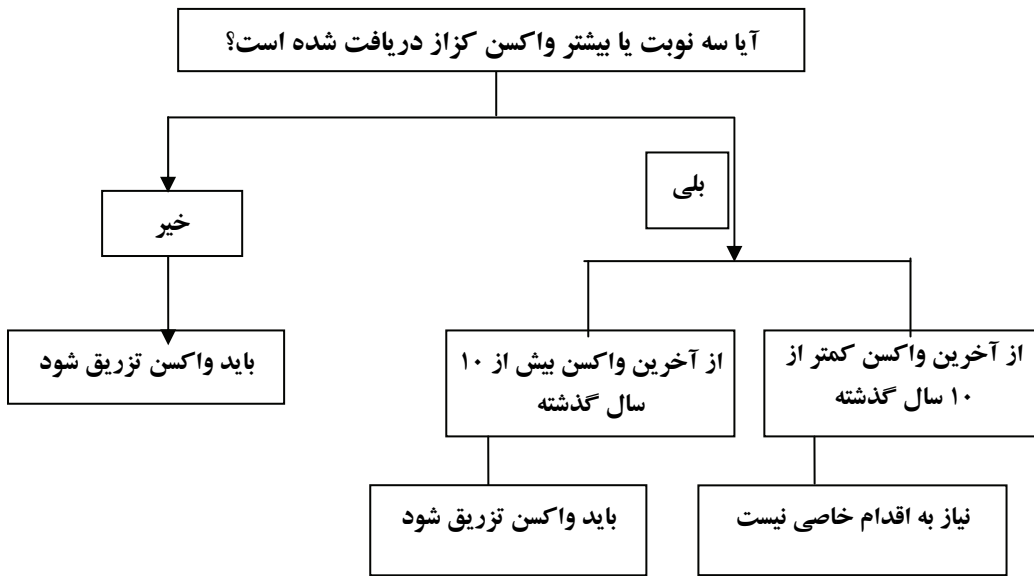 آیا سه نوبت یا بیشتر واکسن کزاز دریافت شده است؟
بلی
خیر
از آخرین واکسن کمتر از
۱۰ سال گذشته
از آخرین واکسن بیش از ۱۰
سال گذشته
باید واکسن تزریق شود
نیاز به اقدام خاصی نیست
باید واکسن تزریق شود